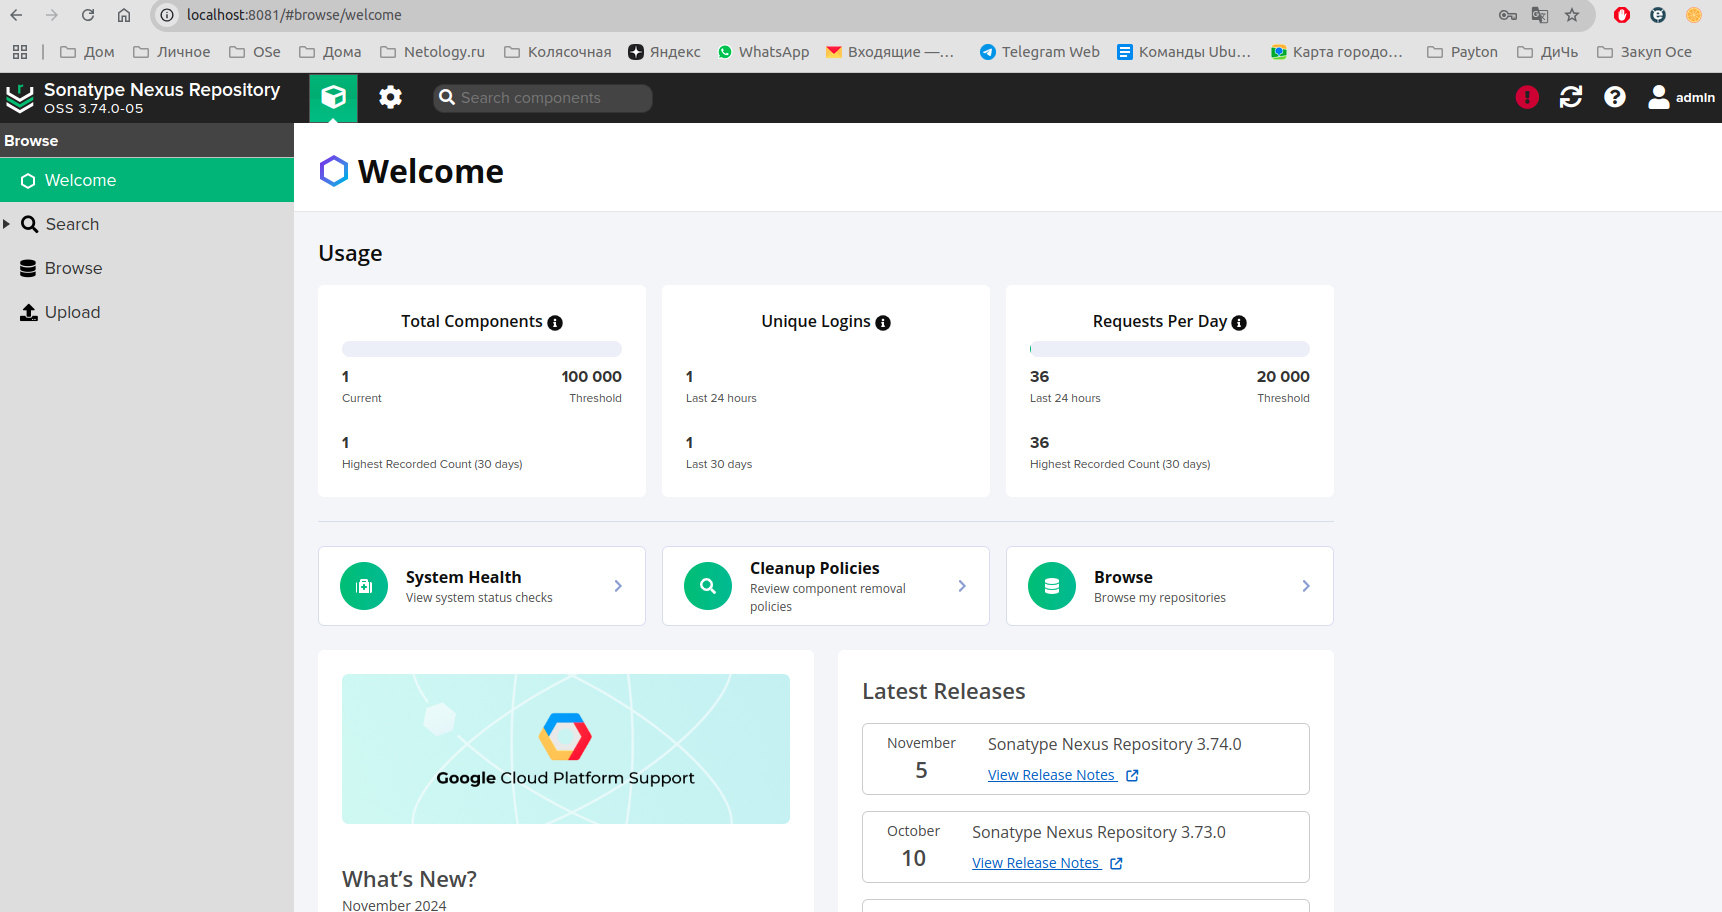 localhost:8081/#browse/welcome
Дом Личное OSe Дома Netology.ru Колясочная Яндекс WhatsApp Входящие —... Telegram Web Команды Ubu... Карта городо... Payton ДиЧь Закуп Осе
Sonatype Nexus Repository
OSS 3.74.0-05
Search components
admin
Browse
Welcome
Search
Browse
Upload
Welcome
Usage
Total Components
1 100 000
Current Threshold
1
Highest Recorded Count (30 days)
Unique Logins
1
Last 24 hours
1
Last 30 days
Requests Per Day
36 20 000
Last 24 hours Threshold
36
Highest Recorded Count (30 days)
System Health
View system status checks
Cleanup Policies
Review component removal
policies
Browse
Browse my repositories
Google Cloud Platform Support
What’s New?
November 2024
Latest Releases
November
5
Sonatype Nexus Repository 3.74.0
View Release Notes
October
10
Sonatype Nexus Repository 3.73.0
View Release Notes